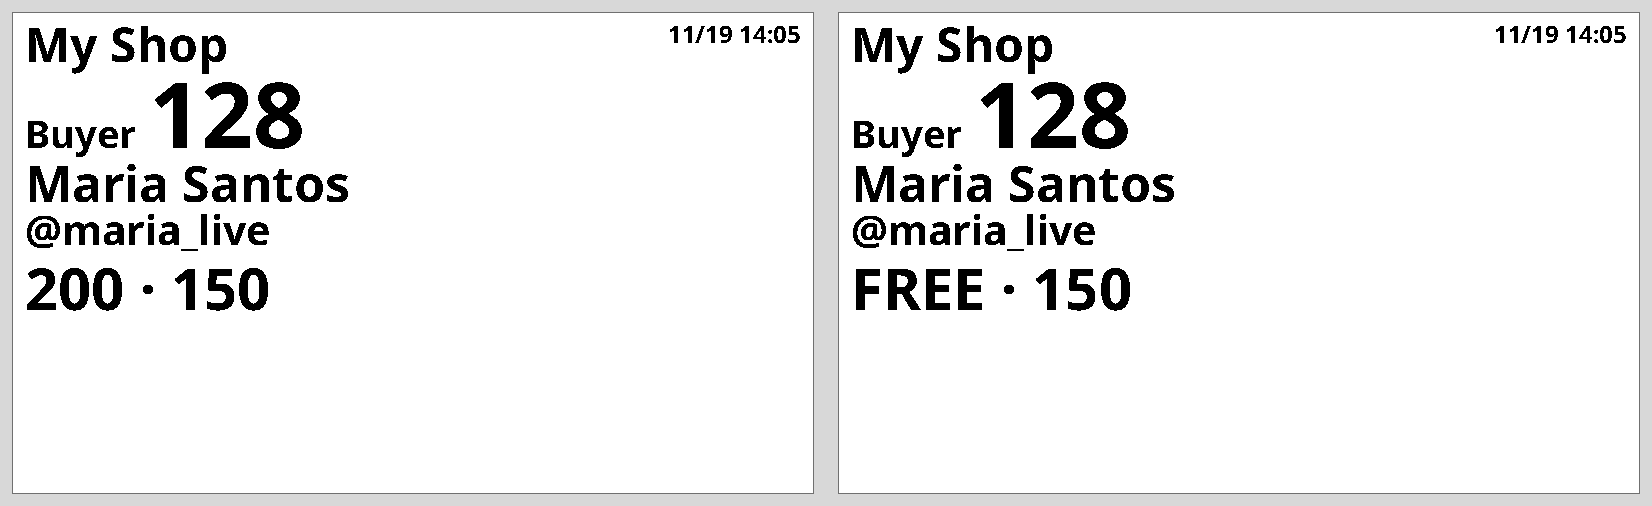 My Shop 11/19 14:05
Buyer 128
Maria Santos
@maria_live
200 · 150
My Shop 11/19 14:05
Buyer 128
Maria Santos
@maria_live
FREE · 150